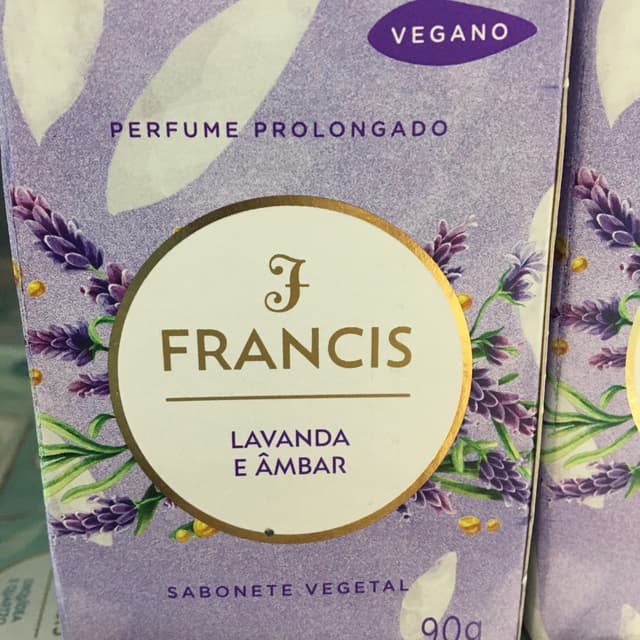 VEGANO
PERFUME PROLONGADO
F
FRANCIS
LAVANDA
E ÂMBAR
SABONETE VEGETAL
90g